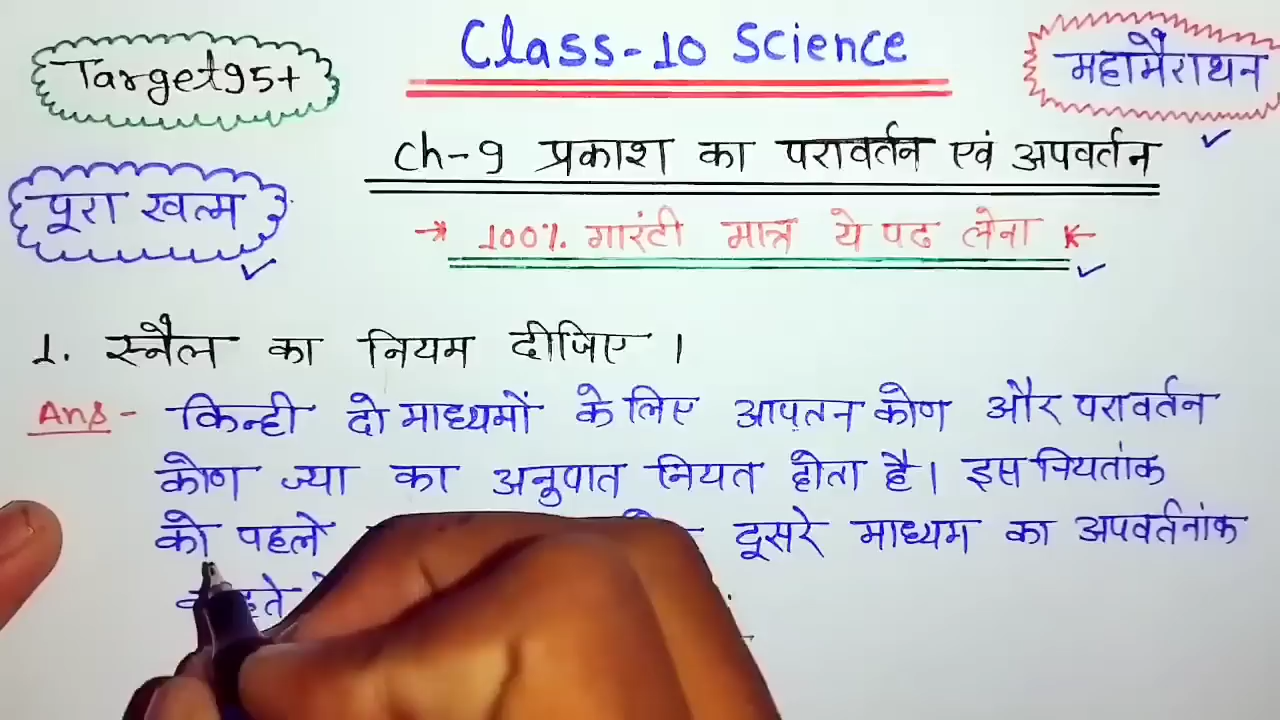 Class-10 Science
Target95+
महामैराथन
Ch-9 प्रकाश का परावर्तन एवं अपवर्तन
पूरा खत्म
100% गारंटी मात्र ये पढ लेना
1. स्नैल का नियम दीजिए ।
Ans - किन्ही दो माध्यमों के लिए आपतन कोण और परावर्तन
कोण ज्या का अनुपात नियत होता है। इस नियतांक
को पहले दूसरे माध्यम का अपवर्तनांक